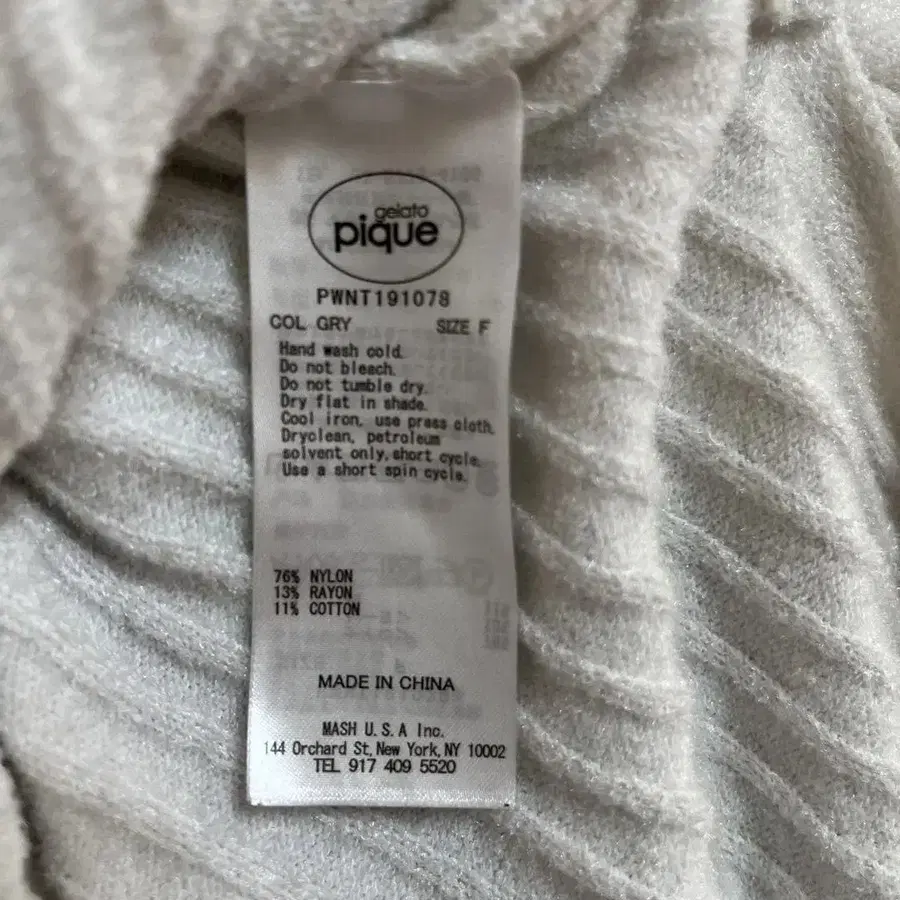 gelato
pique
PWNT191078
COL GRY SIZE F
Hand wash cold.
Do not bleach.
Do not tumble dry.
Dry flat in shade.
Cool iron, use press cloth.
Dryclean, petroleum
solvent only, short cycle.
Use a short spin cycle.
76% NYLON
13% RAYON
11% COTTON
MADE IN CHINA
MASH U.S.A Inc.
144 Orchard St, New York, NY 10002
TEL 917 409 5520